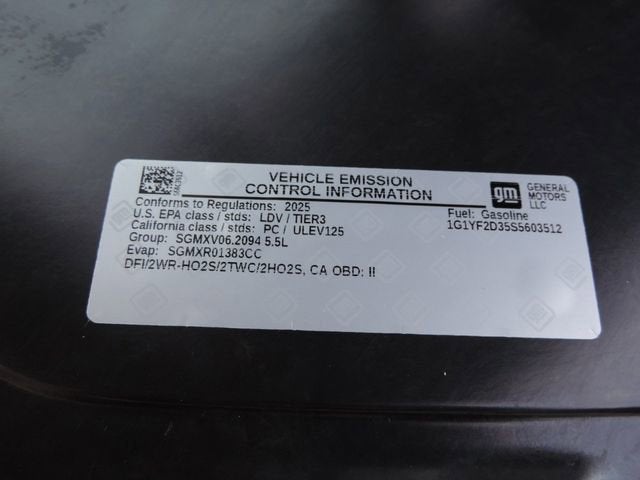 VEHICLE EMISSION
CONTROL INFORMATION
gm
GENERAL
MOTORS
LLC
Conforms to Regulations: 2025
U.S. EPA class / stds: LDV / TIER3
California class / stds: PC / ULEV125
Group: SGMXV06.2094 5.5L
Evap: SGMXR01383CC
DFI/2WR-HO2S/2TWC/2HO2S, CA OBD: II
Fuel: Gasoline
1G1YF2D35S5603512